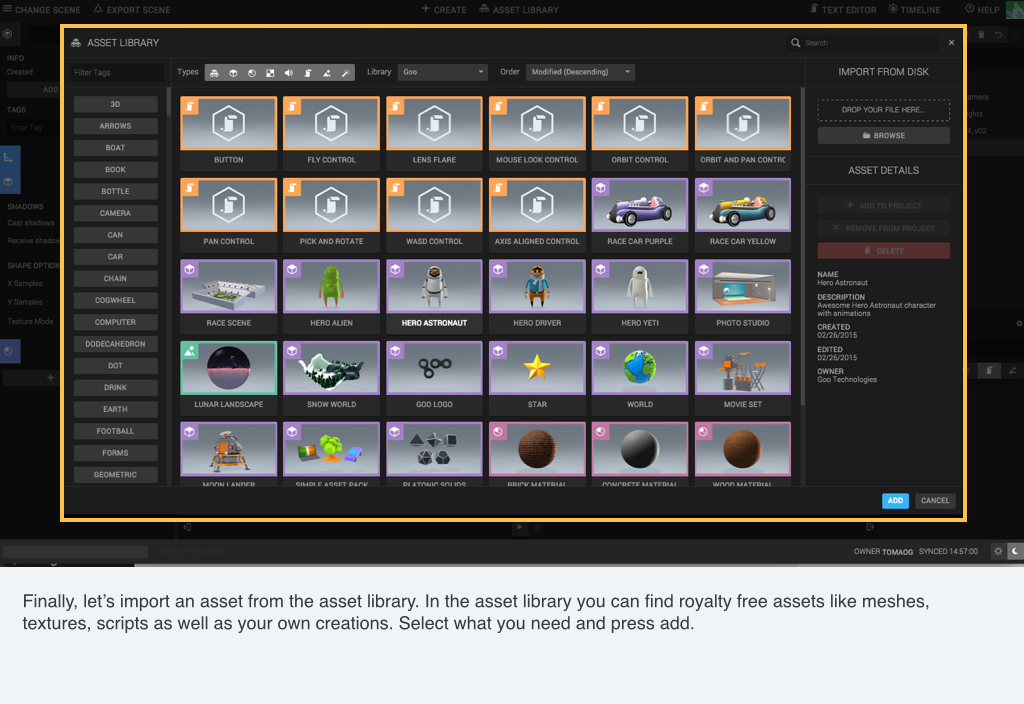 CHANGE SCENE EXPORT SCENE CREATE ASSET LIBRARY TEXT EDITOR TIMELINE HELP
ASSET LIBRARY Search
INFO
Created
ADD
TAGS
Enter Tag
SHADOWS
Cast shadows
Receive shadow
SHAPE OPTION
X Samples
Y Samples
Texture Mode
Filter Tags
Types Library Goo Order Modified (Descending)
3D
ARROWS
BOAT
BOOK
BOTTLE
CAMERA
CAN
CAR
CHAIN
COGWHEEL
COMPUTER
DODECAHEDRON
DOT
DRINK
EARTH
FOOTBALL
FORMS
GEOMETRIC
BUTTON FLY CONTROL LENS FLARE MOUSE LOOK CONTROL ORBIT CONTROL ORBIT AND PAN CONTRC
PAN CONTROL PICK AND ROTATE WASD CONTROL AXIS ALIGNED CONTROL RACE CAR PURPLE RACE CAR YELLOW
RACE SCENE HERO ALIEN HERO ASTRONAUT HERO DRIVER HERO YETI PHOTO STUDIO
LUNAR LANDSCAPE SNOW WORLD GOO LOGO STAR WORLD MOVIE SET
MOON LANDER SIMPLE ASSET PACK PLATONIC SOLIDS BRICK MATERIAL CONCRETE MATERIAL WOOD MATERIAL
IMPORT FROM DISK
DROP YOUR FILE HERE...
BROWSE
ASSET DETAILS
ADD TO PROJECT
REMOVE FROM PROJECT
DELETE
NAME
Hero Astronaut
DESCRIPTION
Awesome Hero Astronaut character
with animations
CREATED
02/26/2015
EDITED
02/26/2015
OWNER
Goo Technologies
amera
ights
4_v02
ADD CANCEL
OWNER TOMAOG SYNCED 14:57:00
Finally, let’s import an asset from the asset library. In the asset library you can find royalty free assets like meshes,
textures, scripts as well as your own creations. Select what you need and press add.